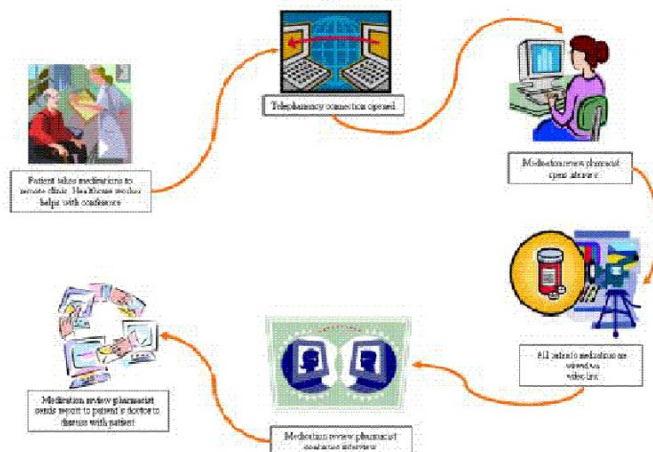 Patient takes medications to
remote clinic. Healthcare worker
helps with conference
Telepharmacy connection opened
Medication review pharmacist
opens interview
All patient's medications are
viewed via
video link
Medication review pharmacist
conducts interview
Medication review pharmacist
sends report to patient's doctor to
discuss with patient